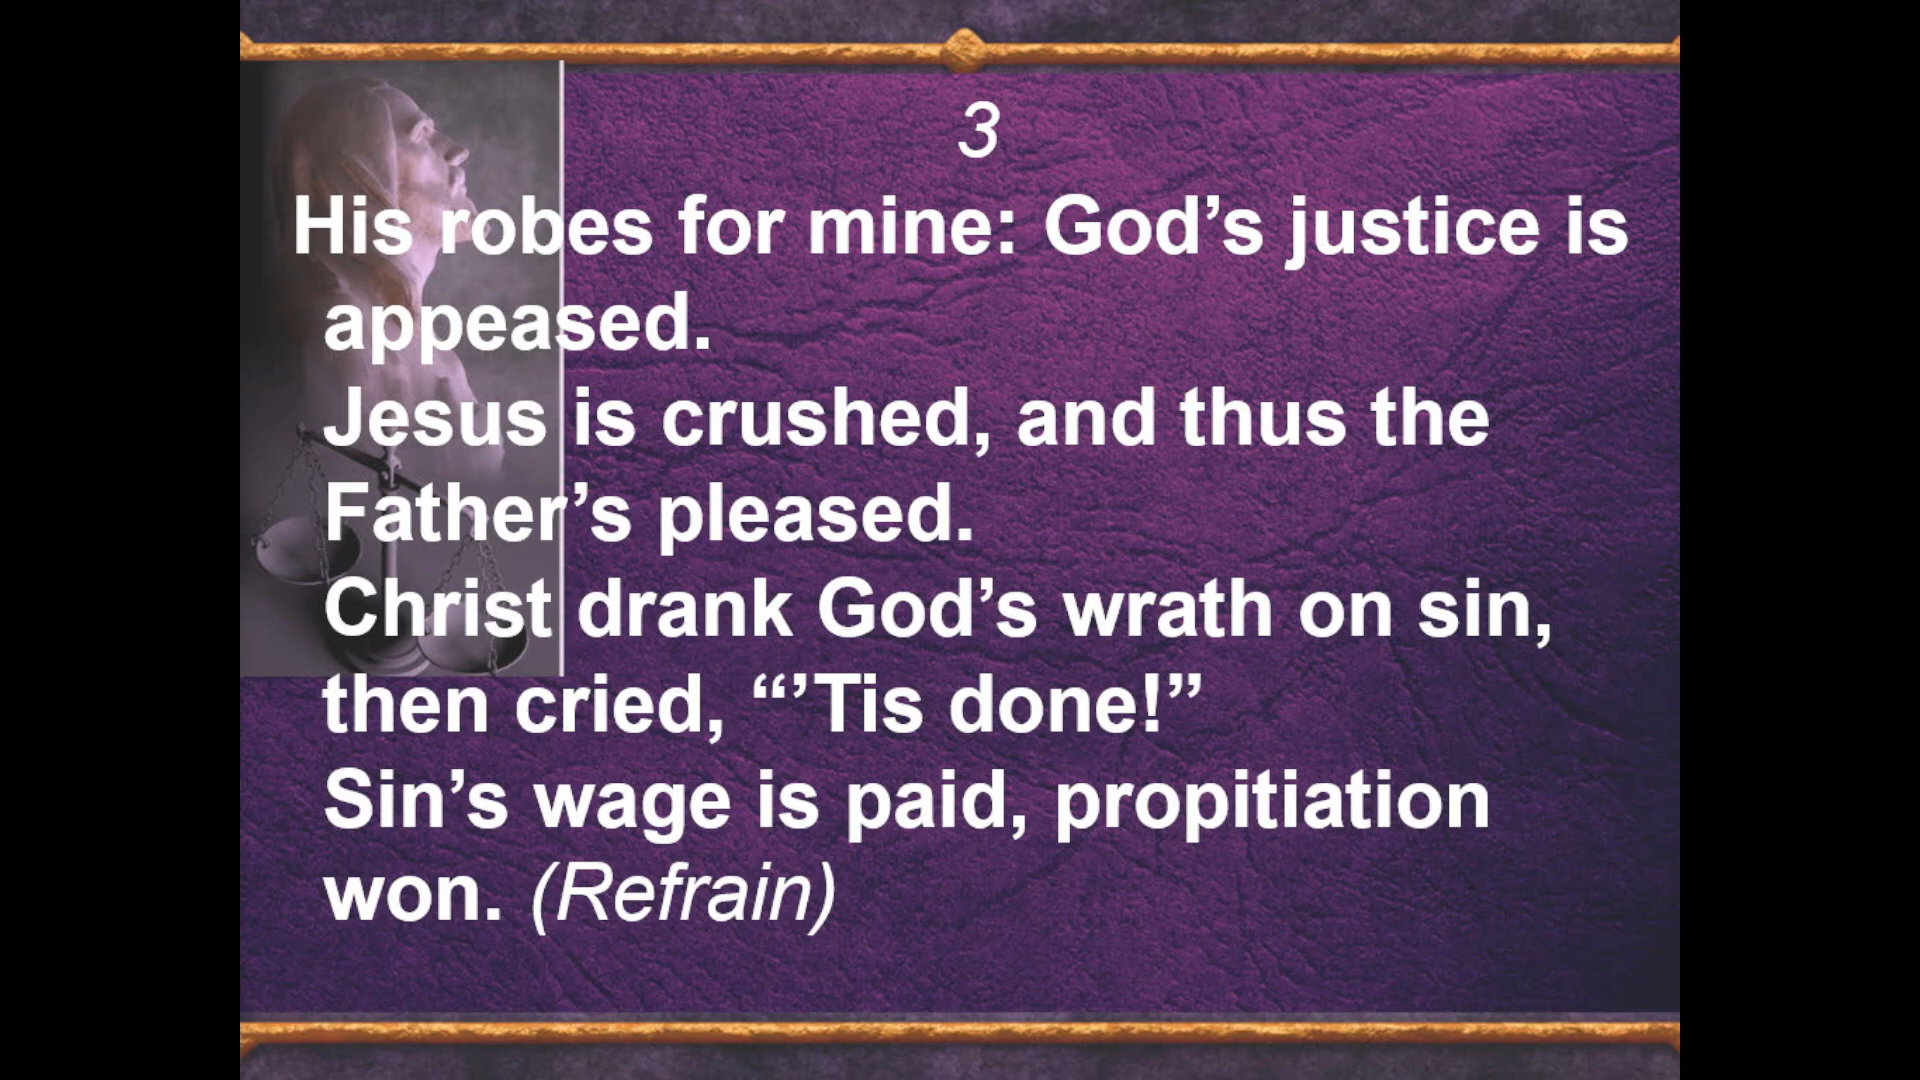 3
His robes for mine: God’s justice is
appeased.
Jesus is crushed, and thus the
Father’s pleased.
Christ drank God’s wrath on sin,
then cried, “’Tis done!”
Sin’s wage is paid, propitiation
won. (Refrain)